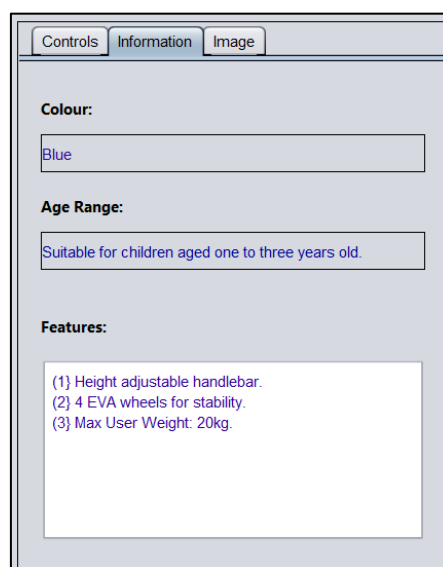 Controls Information Image
Colour:
Blue
Age Range:
Suitable for children aged one to three years old.
Features:
(1} Height adjustable handlebar.
(2} 4 EVA wheels for stability.
(3} Max User Weight: 20kg.